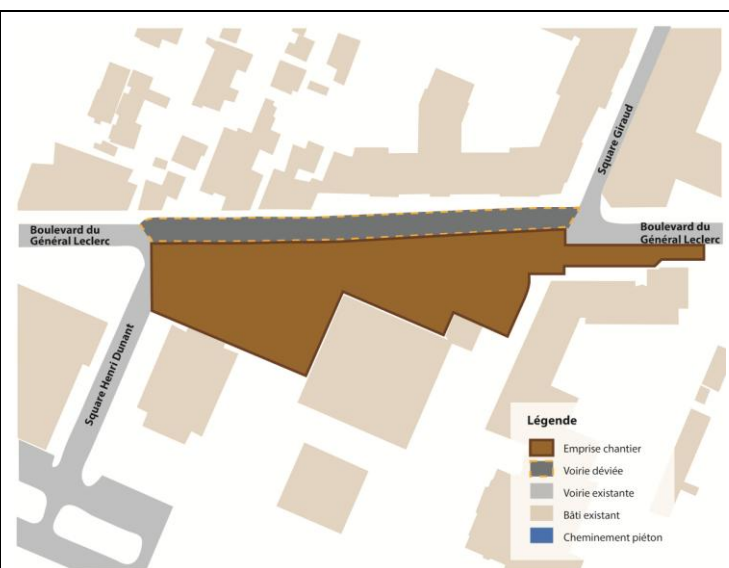 Square Giraud
Boulevard du
Général Leclerc
Boulevard du
Général Leclerc
Square Henri Dunant
Légende
Emprise chantier
Voirie déviée
Voirie existante
Bâti existant
Cheminement piéton